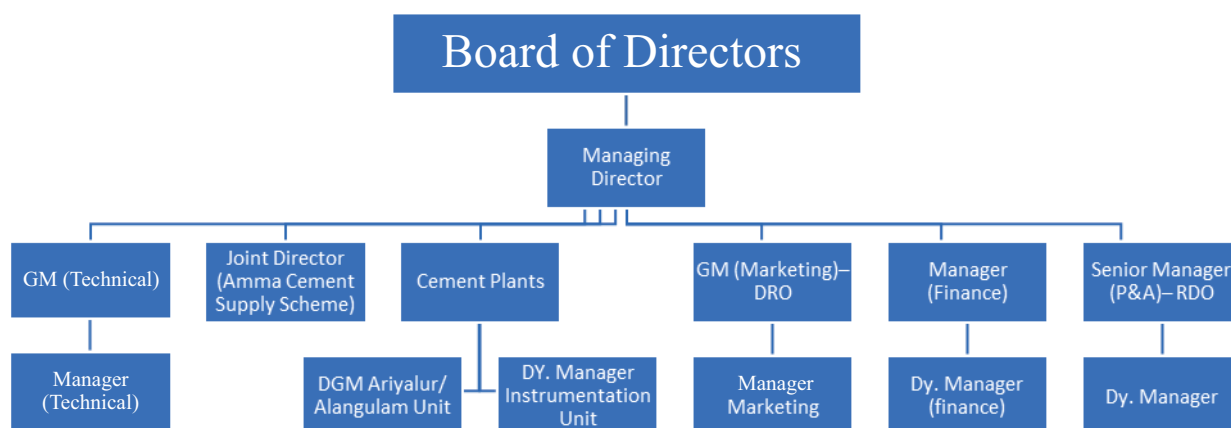 Board of Directors
Managing
Director
GM (Technical)
Joint Director
(Amma Cement
Supply Scheme)
Cement Plants
GM (Marketing)–
DRO
Manager
(Finance)
Senior Manager
(P&A)– RDO
Manager
(Technical)
DGM Ariyalur/
Alangulam Unit
DY. Manager
Instrumentation
Unit
Manager
Marketing
Dy. Manager
(finance)
Dy. Manager